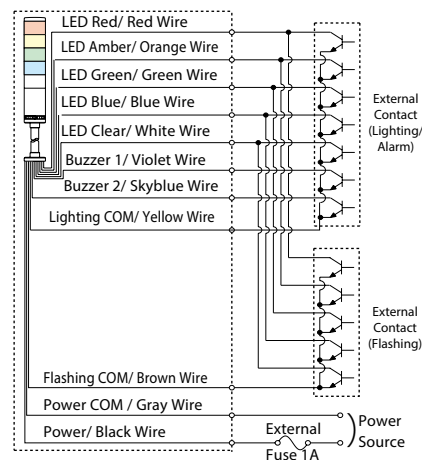 LED Red/ Red Wire
LED Amber/ Orange Wire
LED Green/ Green Wire
LED Blue/ Blue Wire
LED Clear/ White Wire
Buzzer 1/ Violet Wire
Buzzer 2/ Skyblue Wire
Lighting COM/ Yellow Wire
External
Contact
(Lighting/
Alarm)
External
Contact
(Flashing)
Flashing COM/ Brown Wire
Power COM / Gray Wire
Power/ Black Wire
External
Fuse 1A
Power
Source